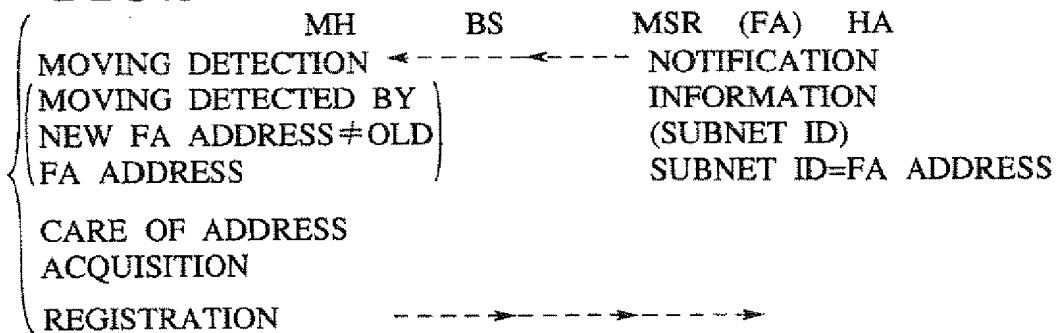 MH BS MSR (FA) HA
MOVING DETECTION NOTIFICATION
MOVING DETECTED BY INFORMATION
NEW FA ADDRESS≠OLD (SUBNET ID)
FA ADDRESS SUBNET ID=FA ADDRESS
CARE OF ADDRESS
ACQUISITION
REGISTRATION